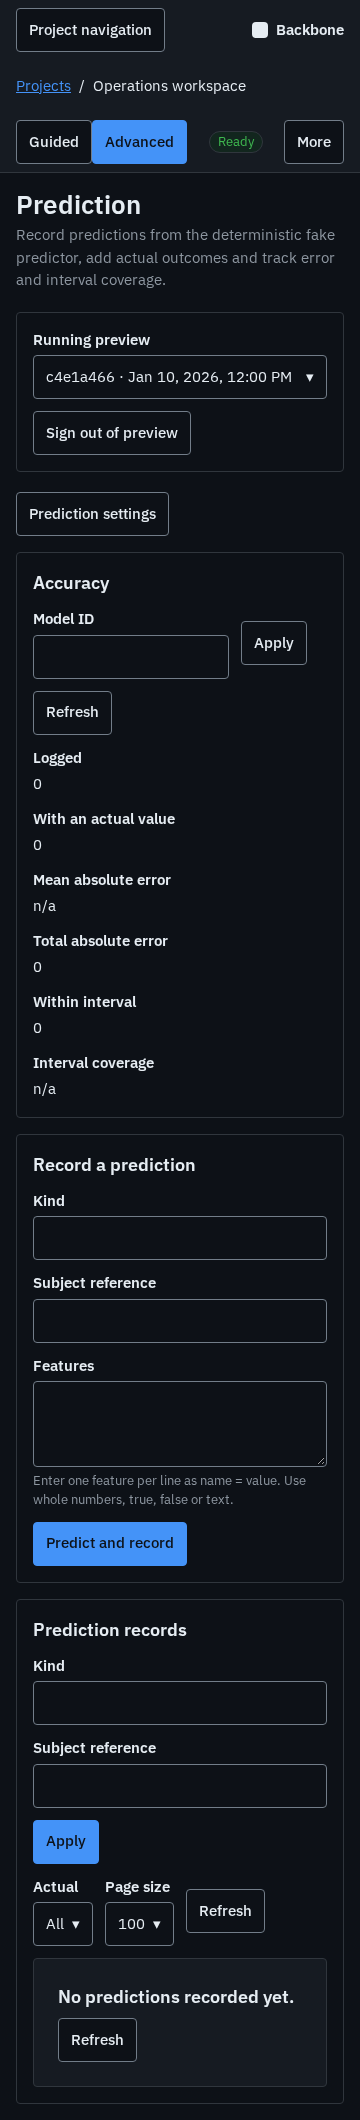 Project navigation
Backbone
Projects / Operations workspace
Guided
Advanced
Ready
More
Prediction
Record predictions from the deterministic fake
predictor, add actual outcomes and track error
and interval coverage.
Running preview
c4e1a466 · Jan 10, 2026, 12:00 PM ▾
Sign out of preview
Prediction settings
Accuracy
Model ID
Apply
Refresh
Logged
0
With an actual value
0
Mean absolute error
n/a
Total absolute error
0
Within interval
0
Interval coverage
n/a
Record a prediction
Kind
Subject reference
Features
Enter one feature per line as name = value. Use
whole numbers, true, false or text.
Predict and record
Prediction records
Kind
Subject reference
Apply
Actual Page size
All ▾ 100 ▾ Refresh
No predictions recorded yet.
Refresh